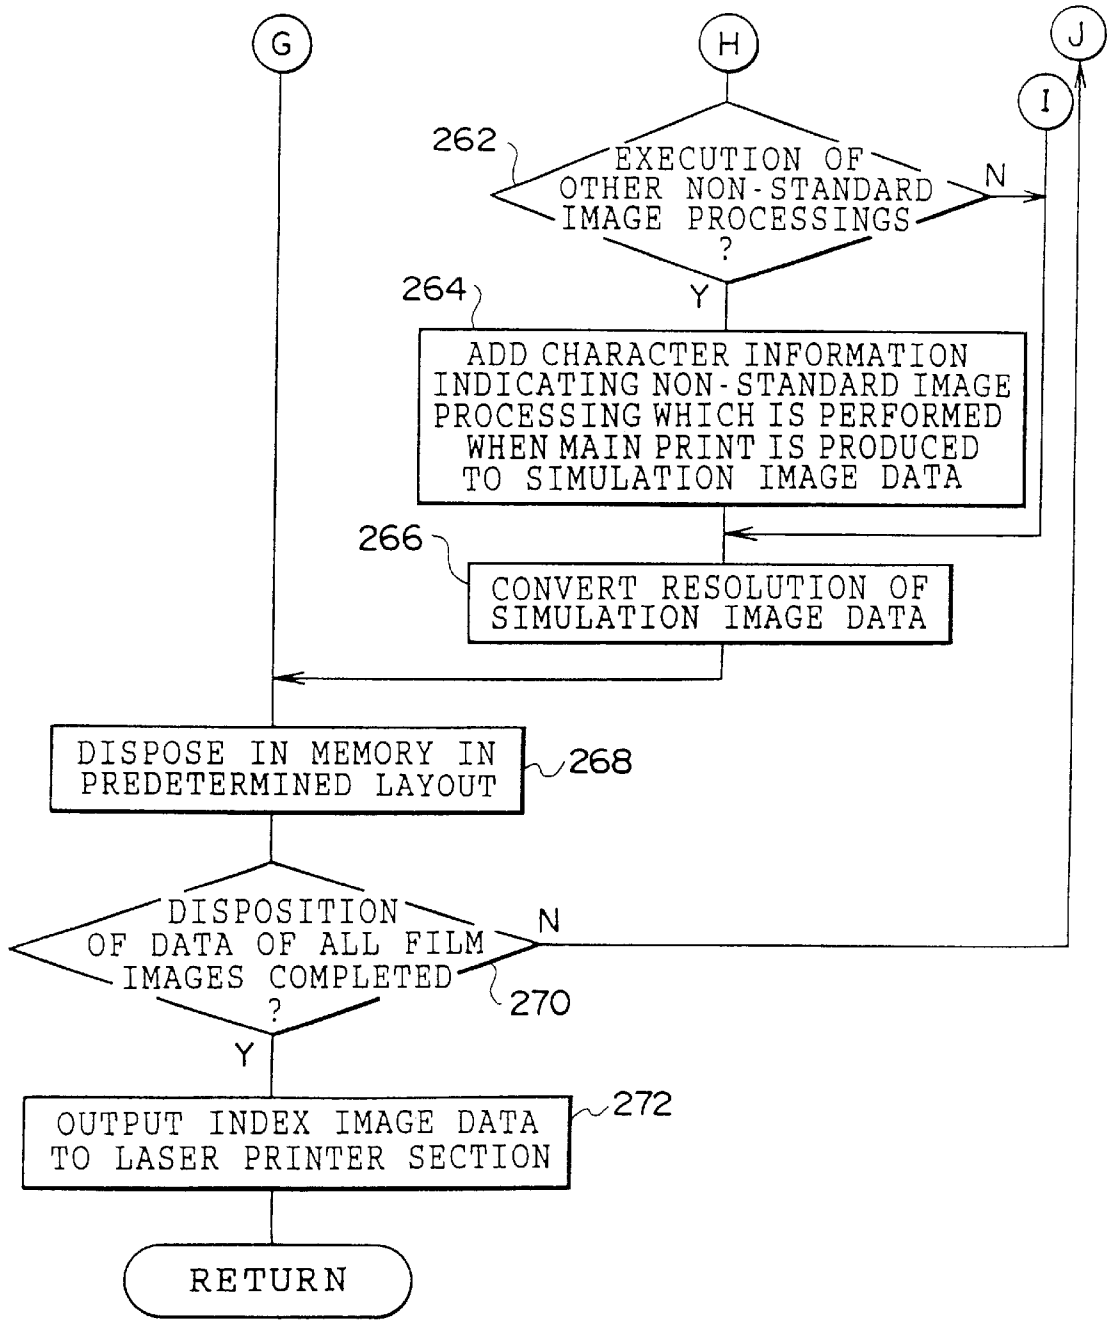 G
H
J
I
262
EXECUTION OF
OTHER NON-STANDARD
IMAGE PROCESSINGS
?
N
Y
264
ADD CHARACTER INFORMATION
INDICATING NON-STANDARD IMAGE
PROCESSING WHICH IS PERFORMED
WHEN MAIN PRINT IS PRODUCED
TO SIMULATION IMAGE DATA
266
CONVERT RESOLUTION OF
SIMULATION IMAGE DATA
DISPOSE IN MEMORY IN
PREDETERMINED LAYOUT
268
DISPOSITION
OF DATA OF ALL FILM
IMAGES COMPLETED
?
N
270
Y
OUTPUT INDEX IMAGE DATA
TO LASER PRINTER SECTION
272
RETURN